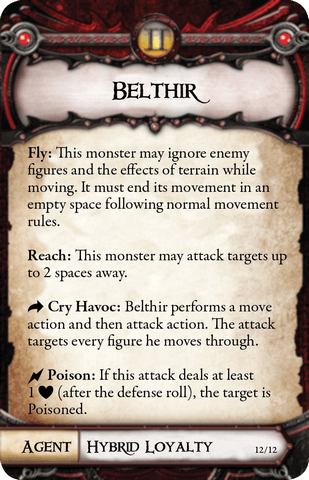 II
BELTHIR
Fly: This monster may ignore enemy
figures and the effects of terrain while
moving. It must end its movement in an
empty space following normal movement
rules.
Reach: This monster may attack targets up
to 2 spaces away.
Cry Havoc: Belthir performs a move
action and then attack action. The attack
targets every figure he moves through.
Poison: If this attack deals at least
1 ♥ (after the defense roll), the target is
Poisoned.
AGENT HYBRID LOYALTY 12/12